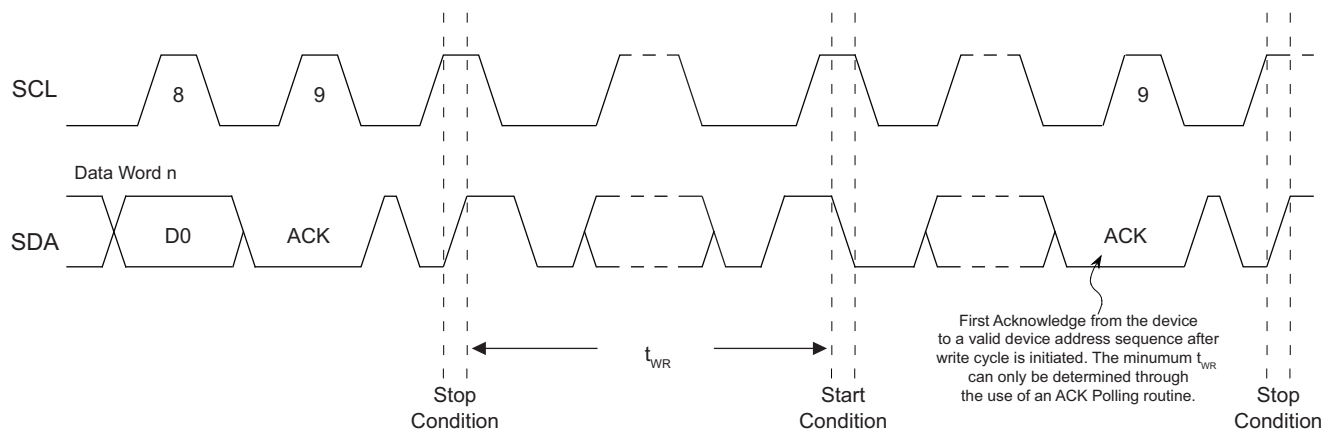 SCL
8
9
9
Data Word n
SDA
D0
ACK
ACK
First Acknowledge from the device
to a valid device address sequence after
write cycle is initiated. The minumum tWR
can only be determined through
the use of an ACK Polling routine.
tWR
Stop
Condition
Start
Condition
Stop
Condition